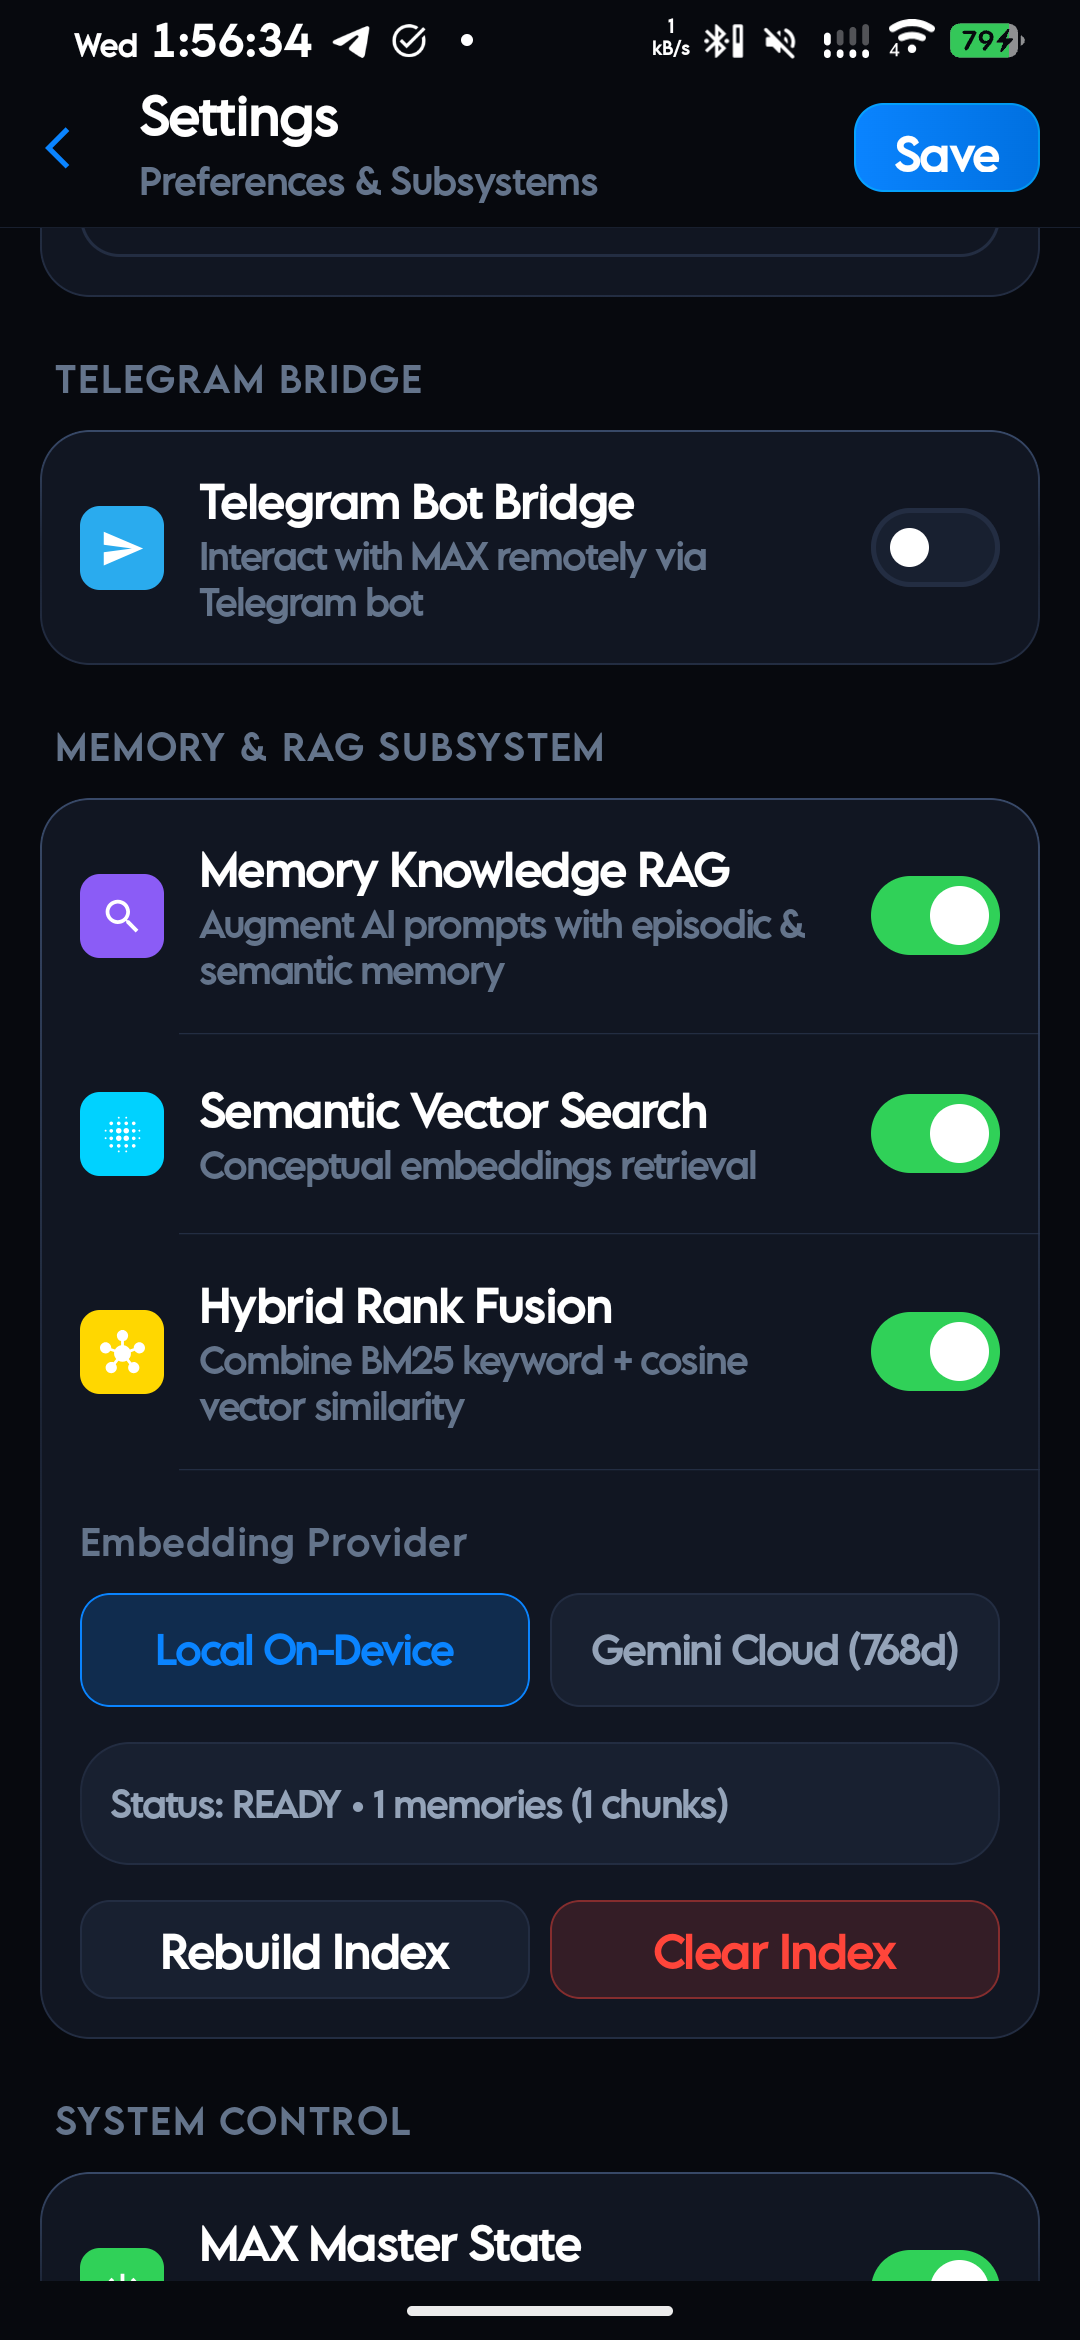 Wed 1:56:34
1 kB/s
4
79
Settings
Preferences & Subsystems
Save
TELEGRAM BRIDGE
Telegram Bot Bridge
Interact with MAX remotely via
Telegram bot
MEMORY & RAG SUBSYSTEM
Memory Knowledge RAG
Augment AI prompts with episodic &
semantic memory
Semantic Vector Search
Conceptual embeddings retrieval
Hybrid Rank Fusion
Combine BM25 keyword + cosine
vector similarity
Embedding Provider
Local On-Device
Gemini Cloud (768d)
Status: READY • 1 memories (1 chunks)
Rebuild Index
Clear Index
SYSTEM CONTROL
MAX Master State